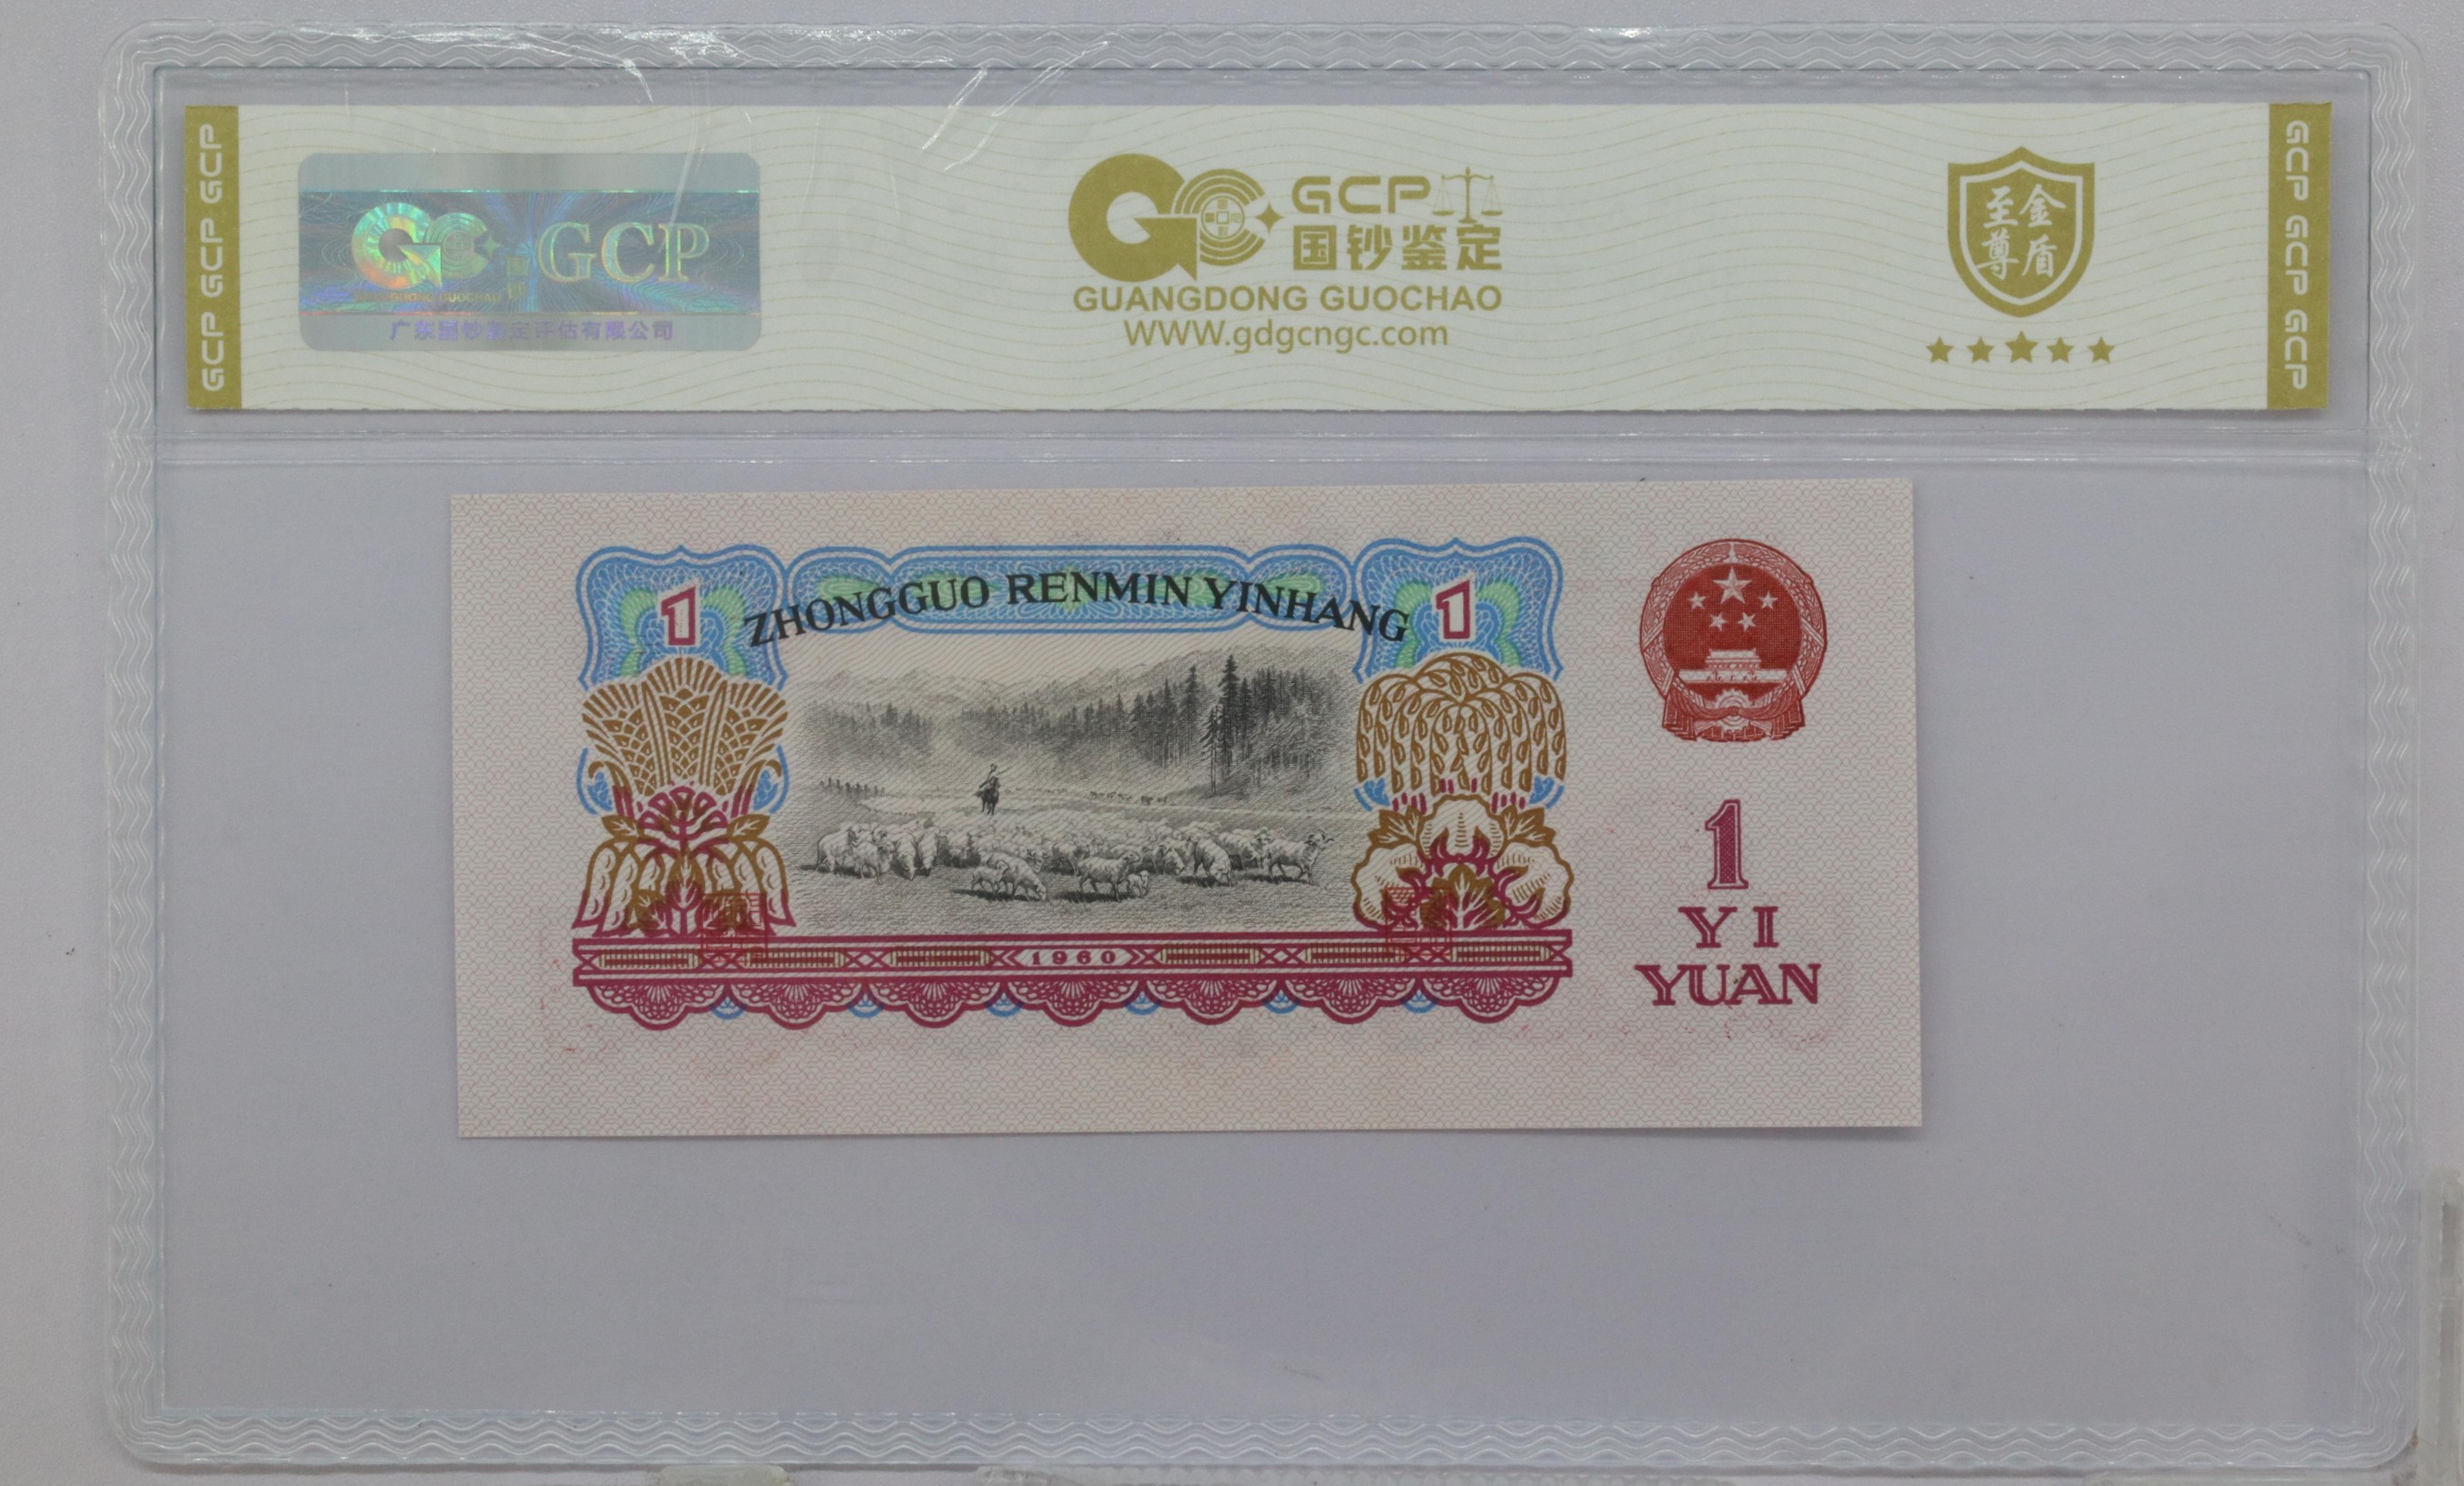 GCP GCP GCP
GCP
GUANGDONG GUOCHAO
广东国钞鉴定评估有限公司
GCP
国钞鉴定
GUANGDONG GUOCHAO
WWW.gdgcngc.com
至尊金盾
GCP GCP GCP
1
ZHONGGUO RENMIN YINHANG
1
1960
1
YI
YUAN